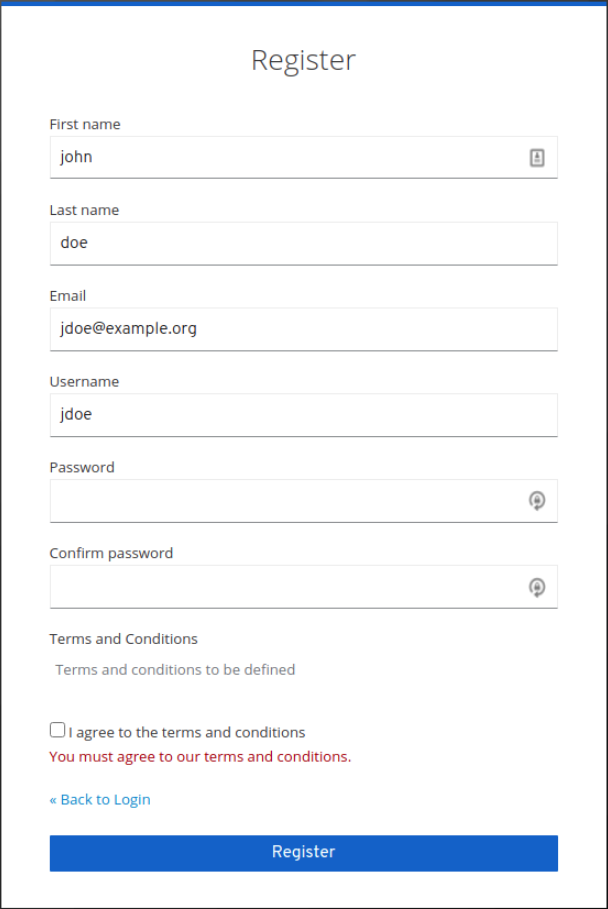 Register
First name
john
Last name
doe
Email
jdoe@example.org
Username
jdoe
Password
Confirm password
Terms and Conditions
Terms and conditions to be defined
I agree to the terms and conditions
You must agree to our terms and conditions.
« Back to Login
Register